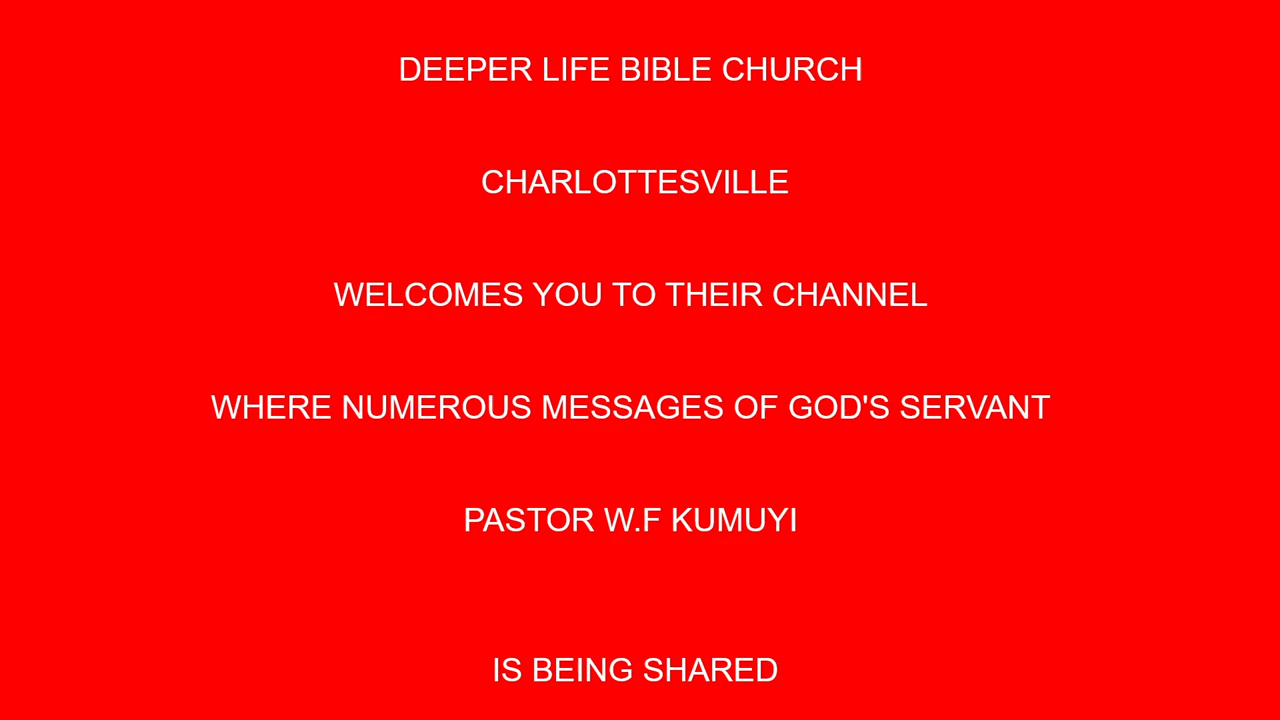 DEEPER LIFE BIBLE CHURCH
CHARLOTTESVILLE
WELCOMES YOU TO THEIR CHANNEL
WHERE NUMEROUS MESSAGES OF GOD'S SERVANT
PASTOR W.F KUMUYI
IS BEING SHARED